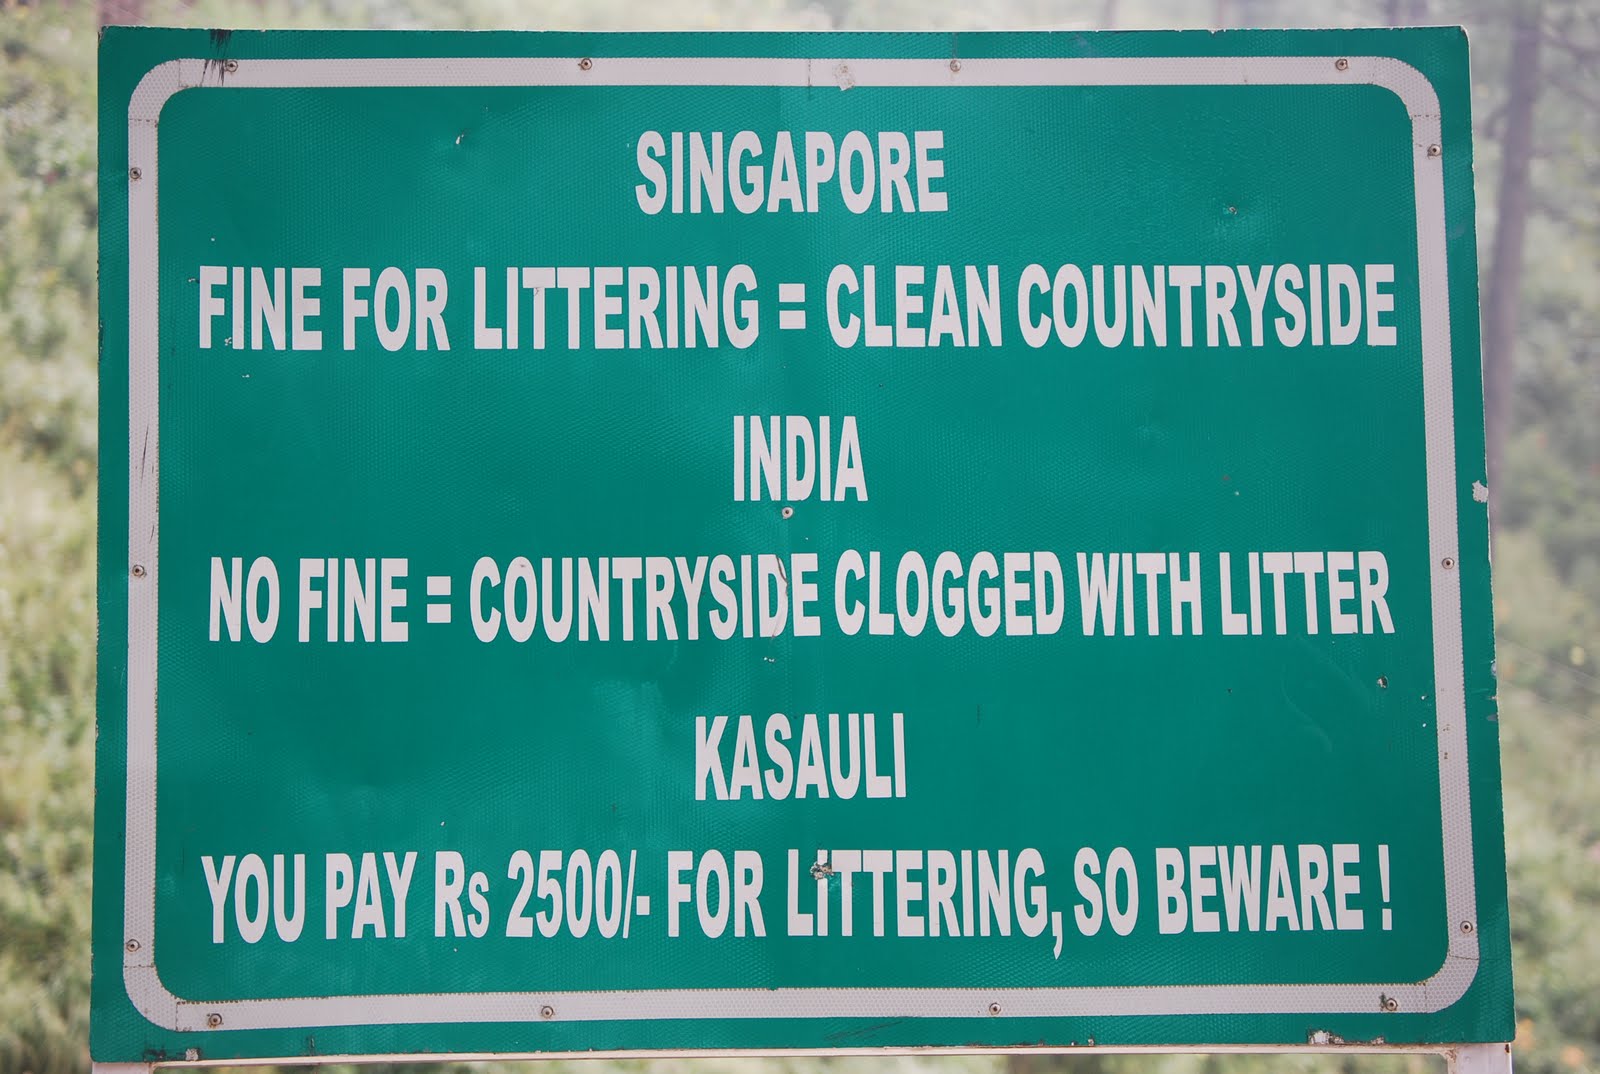 SINGAPORE
FINE FOR LITTERING = CLEAN COUNTRYSIDE
INDIA
NO FINE = COUNTRYSIDE CLOGGED WITH LITTER
KASAULI
YOU PAY Rs 2500/- FOR LITTERING, SO BEWARE !